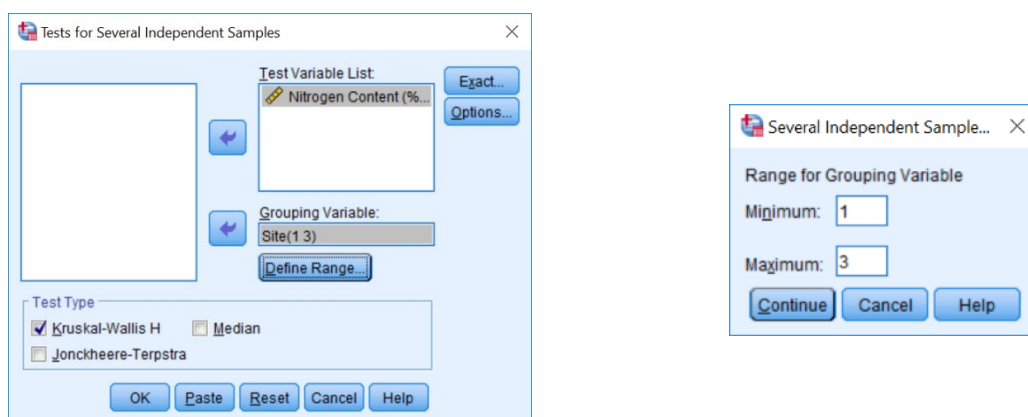 Tests for Several Independent Samples
Test Variable List:
Nitrogen Content (%...
Exact...
Options...
Grouping Variable:
Site(1 3)
Define Range...
Test Type
Kruskal-Wallis H Median
Jonckheere-Terpstra
OK Paste Reset Cancel Help
Several Independent Sample...
Range for Grouping Variable
Minimum: 1
Maximum: 3
Continue Cancel Help